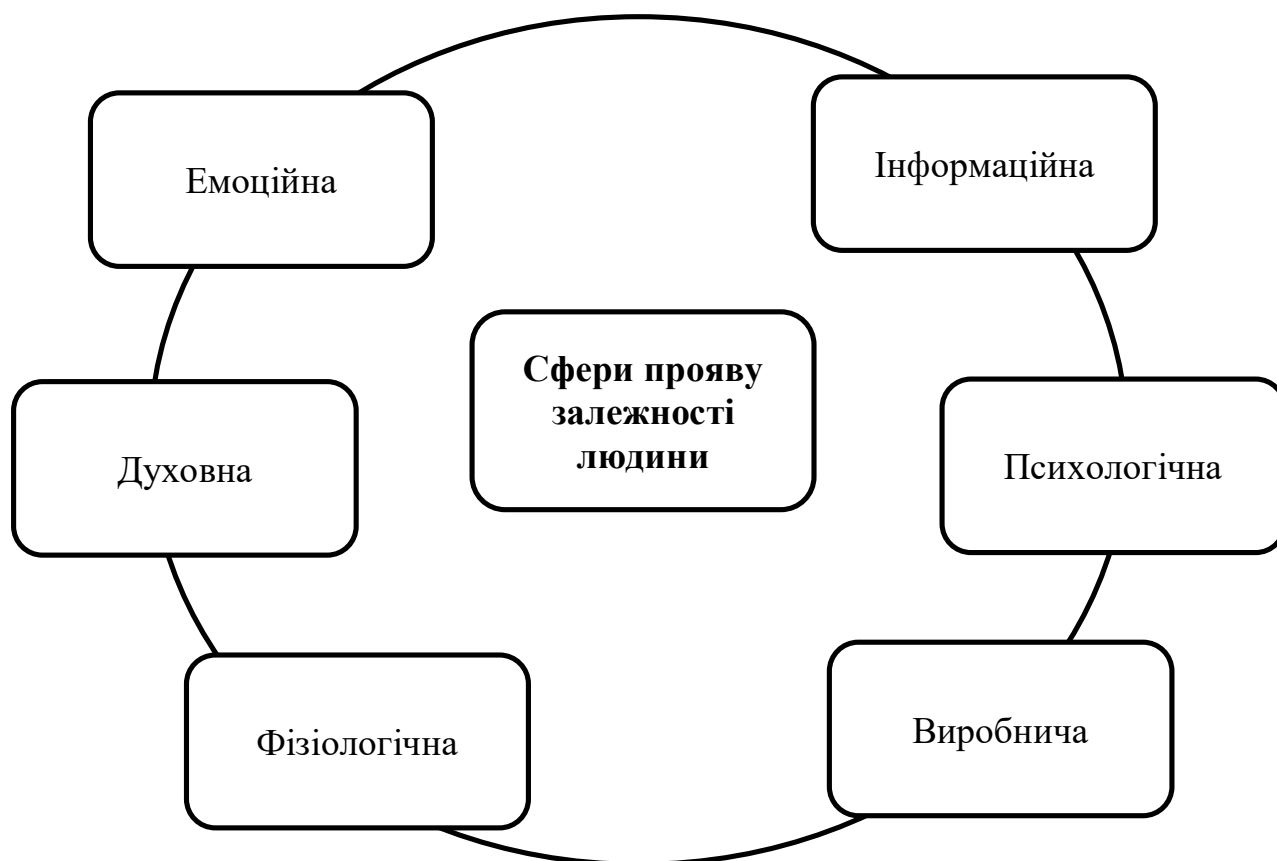 Емоційна
Інформаційна
Сфери прояву
залежності
людини
Духовна
Психологічна
Фізіологічна
Виробнича